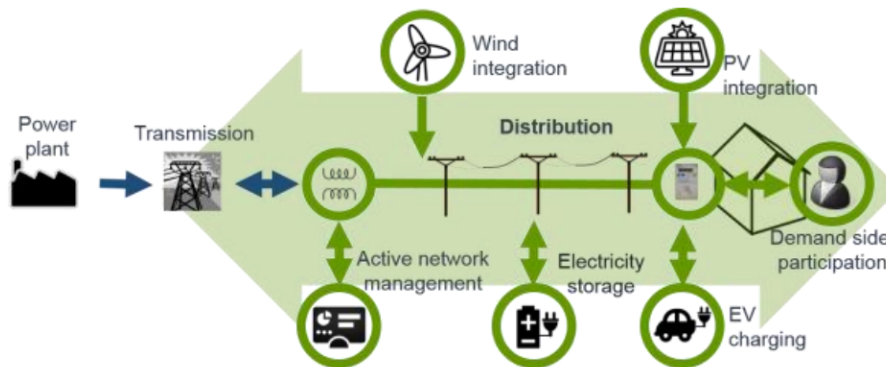 Wind
integration
PV
integration
Power
plant
Transmission
Distribution
Active network
management
Electricity
storage
Demand side
participation
EV
charging